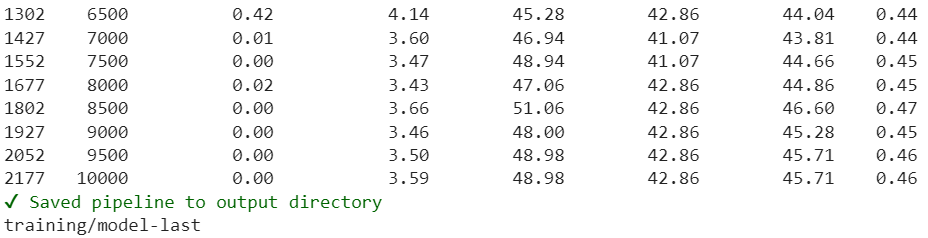 1302 6500 0.42 4.14 45.28 42.86 44.04 0.44
1427 7000 0.01 3.60 46.94 41.07 43.81 0.44
1552 7500 0.00 3.47 48.94 41.07 44.66 0.45
1677 8000 0.02 3.43 47.06 42.86 44.86 0.45
1802 8500 0.00 3.66 51.06 42.86 46.60 0.47
1927 9000 0.00 3.46 48.00 42.86 45.28 0.45
2052 9500 0.00 3.50 48.98 42.86 45.71 0.46
2177 10000 0.00 3.59 48.98 42.86 45.71 0.46
✔ Saved pipeline to output directory
training/model-last